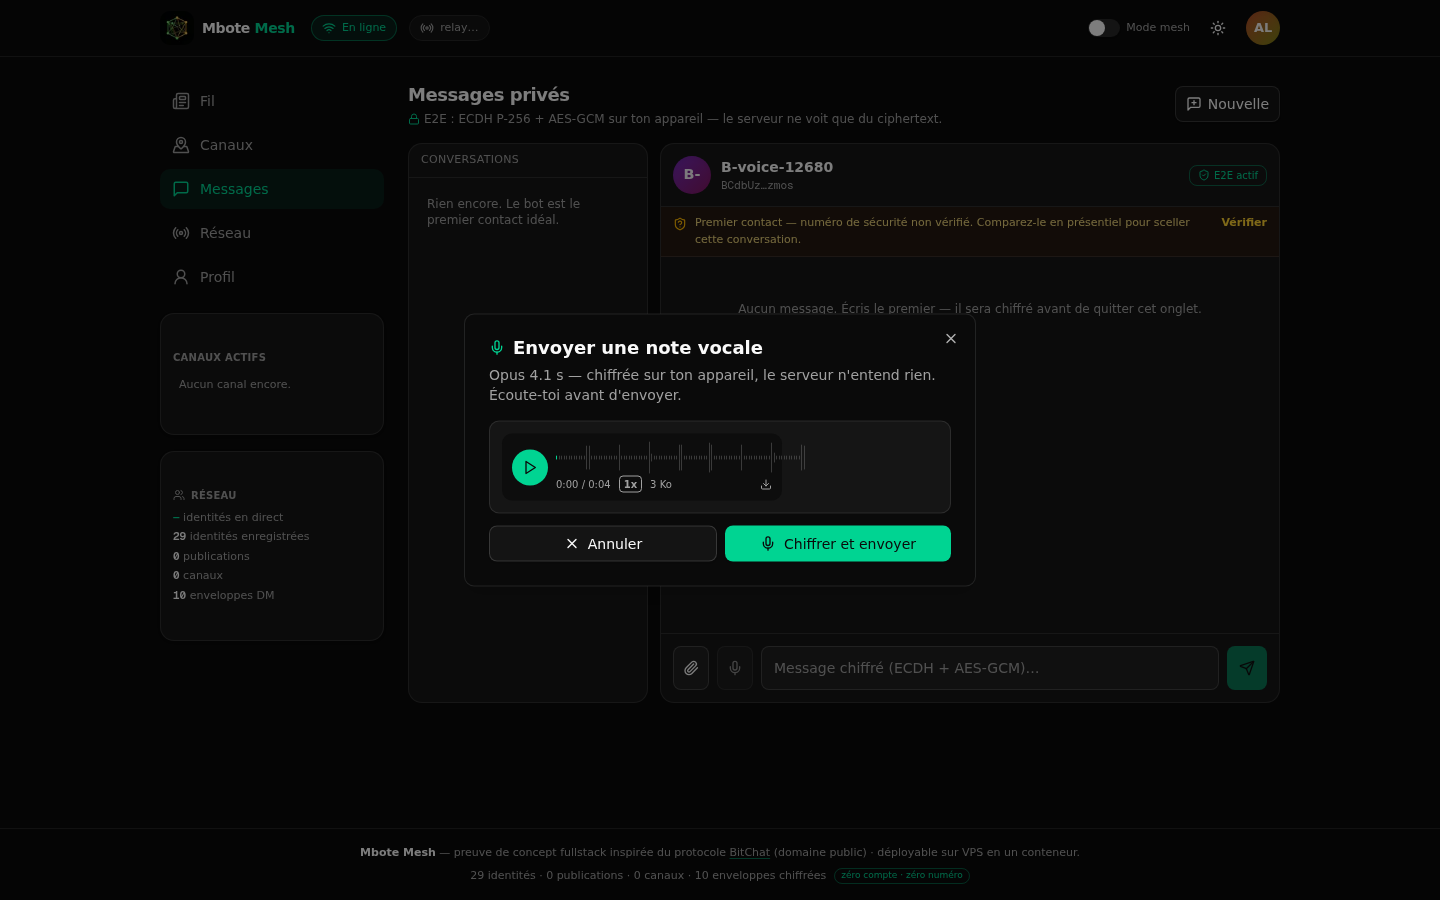 Mbote Mesh
En ligne
relay…
Mode mesh
AL
Fil
Canaux
Messages
Réseau
Profil
CANAUX ACTIFS
Aucun canal encore.
RÉSEAU
– identités en direct
29 identités enregistrées
0 publications
0 canaux
10 enveloppes DM
Messages privés
E2E : ECDH P-256 + AES-GCM sur ton appareil — le serveur ne voit que du ciphertext.
Nouvelle
CONVERSATIONS
Rien encore. Le bot est le
premier contact idéal.
B-
B-voice-12680
BCdbUz…zmos
E2E actif
Premier contact — numéro de sécurité non vérifié. Comparez-le en présentiel pour sceller
cette conversation.
Vérifier
Aucun message. Écris le premier — il sera chiffré avant de quitter cet onglet.
Envoyer une note vocale
Opus 4.1 s — chiffrée sur ton appareil, le serveur n'entend rien.
Écoute-toi avant d'envoyer.
0:00 / 0:04 1x 3 Ko
Annuler
Chiffrer et envoyer
Message chiffré (ECDH + AES-GCM)…
Mbote Mesh — preuve de concept fullstack inspirée du protocole BitChat (domaine public) · déployable sur VPS en un conteneur.
29 identités · 0 publications · 0 canaux · 10 enveloppes chiffrées zéro compte · zéro numéro